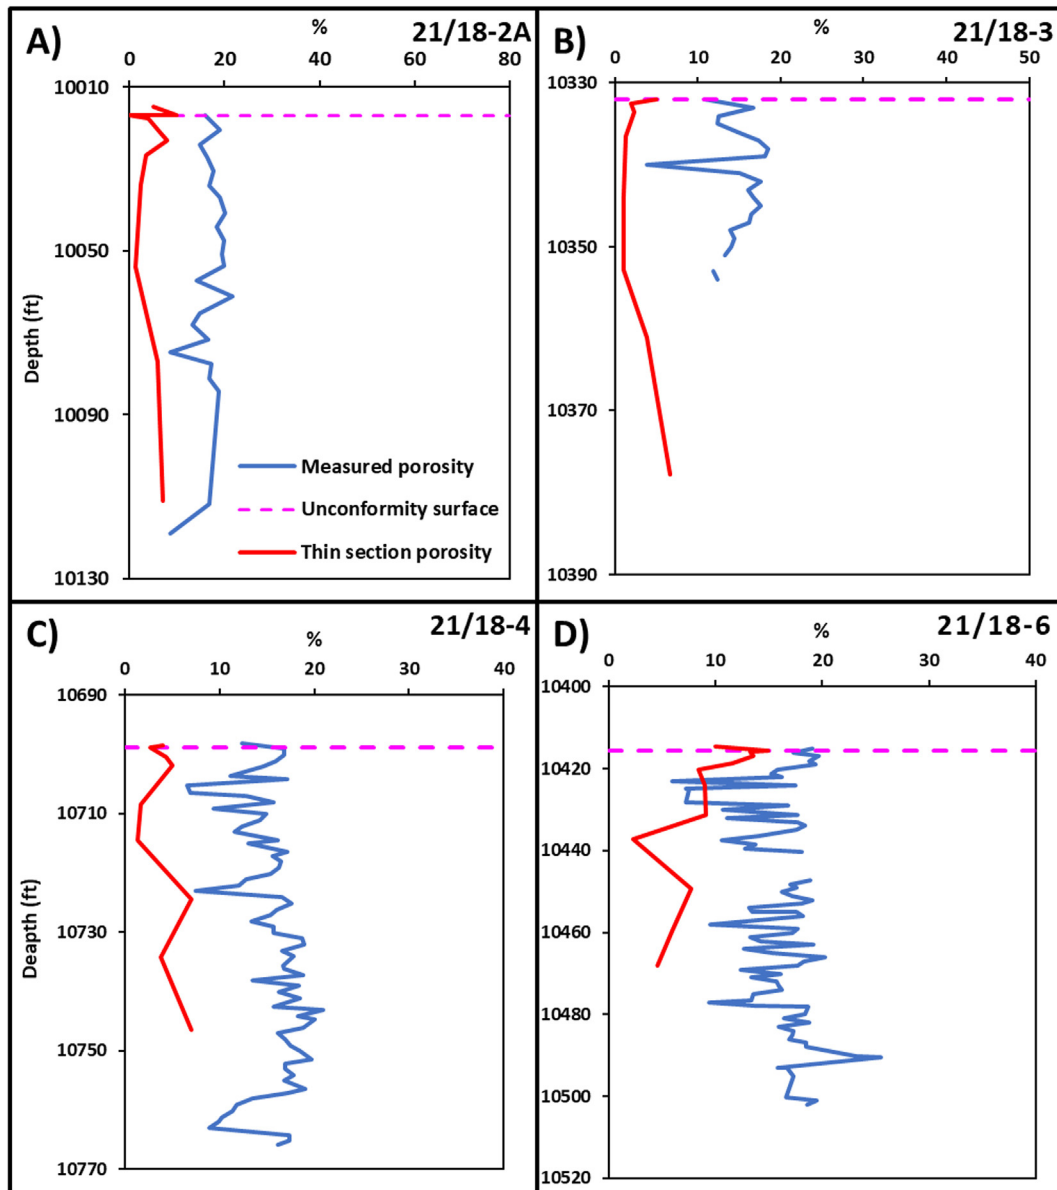 A) % 21/18-2A
0 20 40 60 80
10010
10050
10090
10130
Depth (ft)
Measured porosity
Unconformity surface
Thin section porosity
B) % 21/18-3
0 10 20 30 40 50
10330
10350
10370
10390
C) % 21/18-4
0 10 20 30 40
10690
10710
10730
10750
10770
Deapth (ft)
D) % 21/18-6
0 10 20 30 40
10400
10420
10440
10460
10480
10500
10520